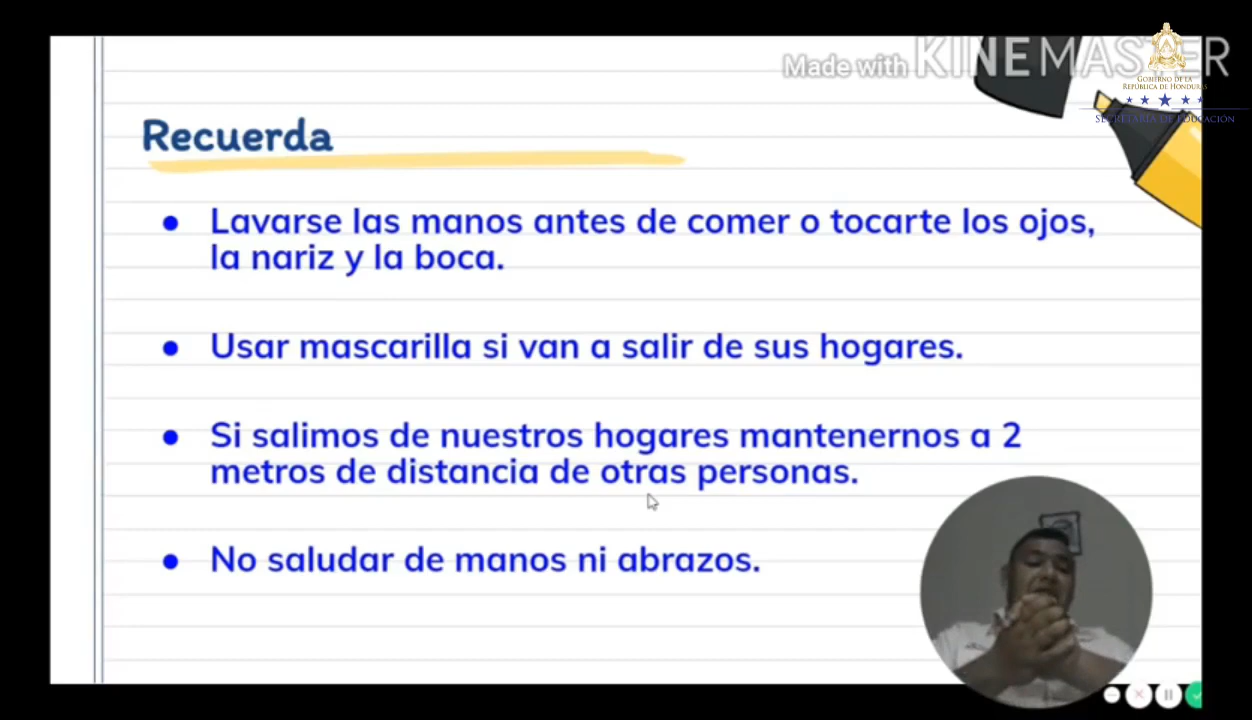 Made with KINEMASTER
GOBIERNO DE LA
REPÚBLICA DE HONDURAS
SECRETARÍA DE EDUCACIÓN
Recuerda
● Lavarse las manos antes de comer o tocarte los ojos,
la nariz y la boca.
● Usar mascarilla si van a salir de sus hogares.
● Si salimos de nuestros hogares mantenernos a 2
metros de distancia de otras personas.
● No saludar de manos ni abrazos.